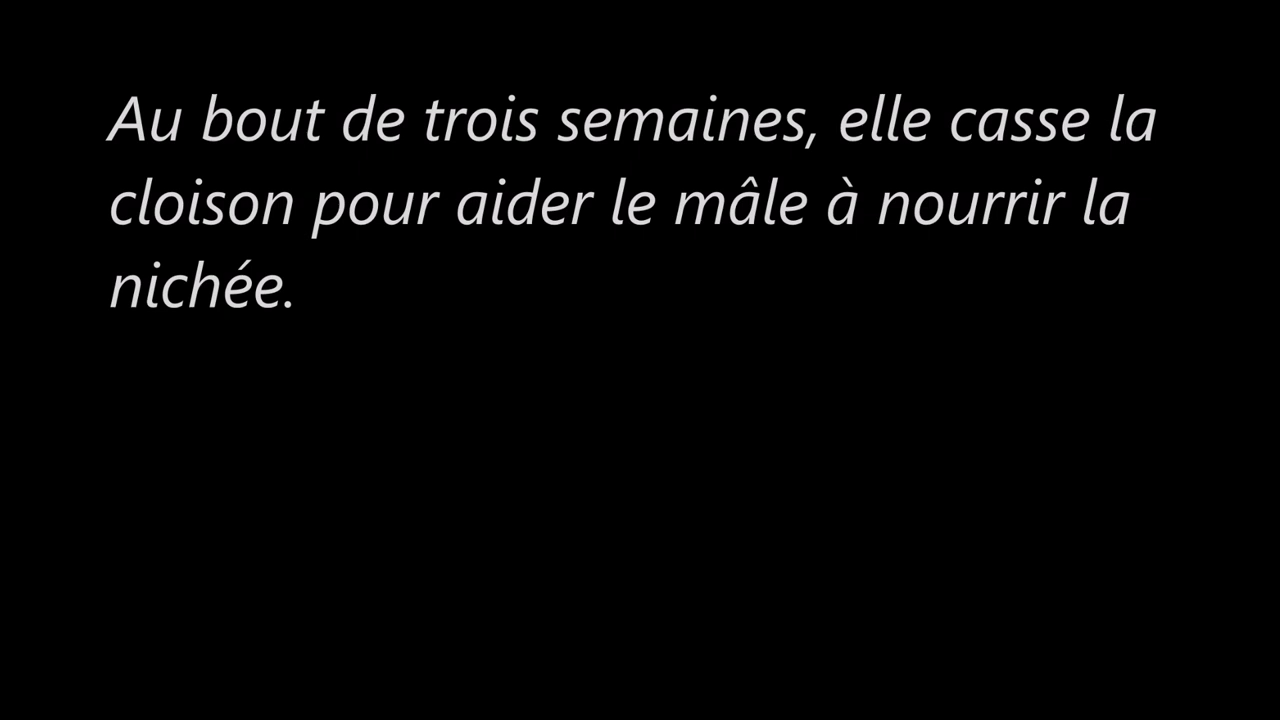 Au bout de trois semaines, elle casse la
cloison pour aider le mâle à nourrir la
nichée.